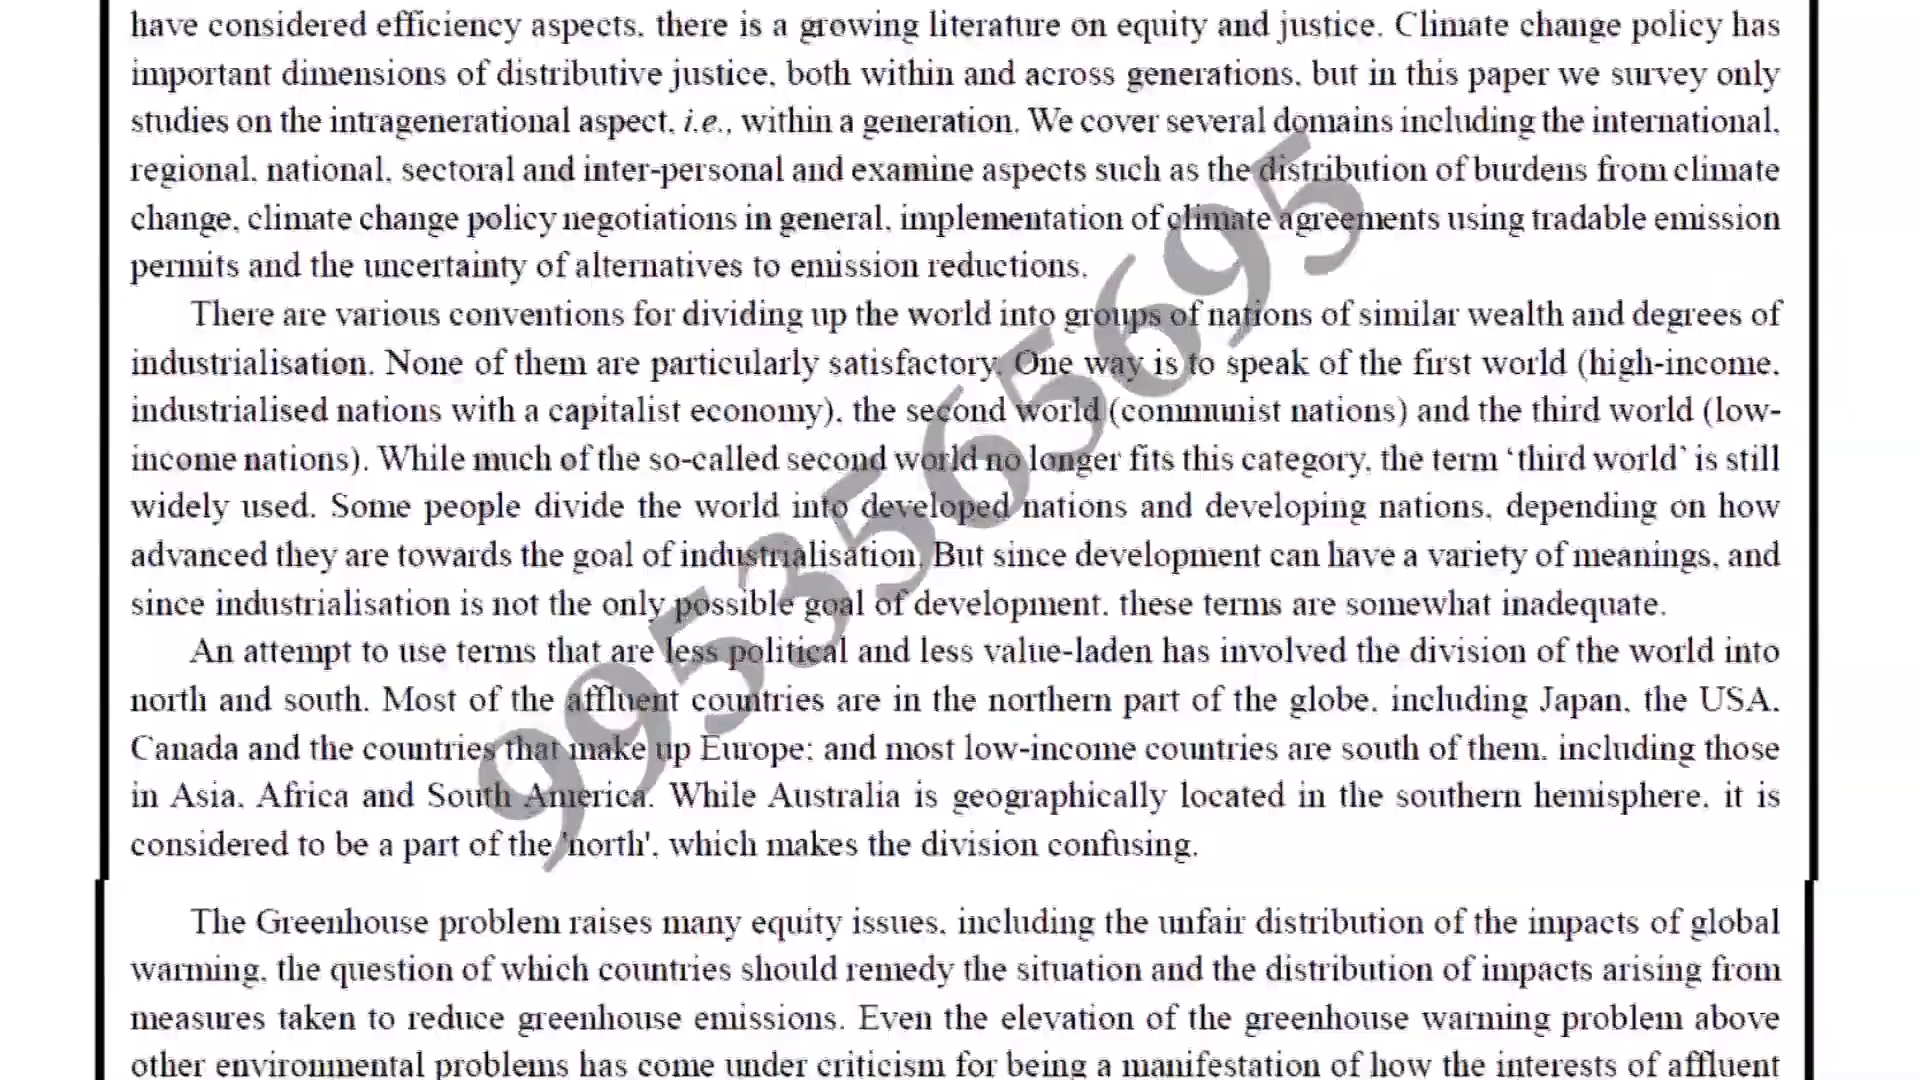 have considered efficiency aspects, there is a growing literature on equity and justice. Climate change policy has
important dimensions of distributive justice, both within and across generations, but in this paper we survey only
studies on the intragenerational aspect, i.e., within a generation. We cover several domains including the international,
regional, national, sectoral and inter-personal and examine aspects such as the distribution of burdens from climate
change, climate change policy negotiations in general, implementation of climate agreements using tradable emission
permits and the uncertainty of alternatives to emission reductions.
There are various conventions for dividing up the world into groups of nations of similar wealth and degrees of
industrialisation. None of them are particularly satisfactory. One way is to speak of the first world (high-income,
industrialised nations with a capitalist economy), the second world (communist nations) and the third world (low-
income nations). While much of the so-called second world no longer fits this category, the term ‘third world’ is still
widely used. Some people divide the world into developed nations and developing nations, depending on how
advanced they are towards the goal of industrialisation. But since development can have a variety of meanings, and
since industrialisation is not the only possible goal of development, these terms are somewhat inadequate.
An attempt to use terms that are less political and less value-laden has involved the division of the world into
north and south. Most of the affluent countries are in the northern part of the globe, including Japan, the USA,
Canada and the countries that make up Europe; and most low-income countries are south of them, including those
in Asia, Africa and South America. While Australia is geographically located in the southern hemisphere, it is
considered to be a part of the 'north', which makes the division confusing.
The Greenhouse problem raises many equity issues, including the unfair distribution of the impacts of global
warming, the question of which countries should remedy the situation and the distribution of impacts arising from
measures taken to reduce greenhouse emissions. Even the elevation of the greenhouse warming problem above
other environmental problems has come under criticism for being a manifestation of how the interests of affluent
9953565695